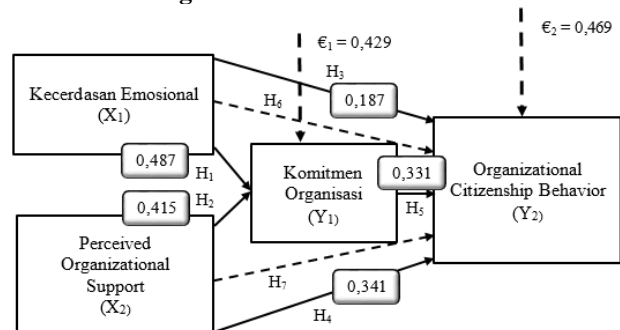 €1 = 0,429
€2 = 0,469
H3
Kecerdasan Emosional
(X1)
H6
0,187
0,487
H1
Komitmen
Organisasi
(Y1)
0,331
H5
Organizational
Citizenship Behavior
(Y2)
0,415
H2
Perceived
Organizational
Support
(X2)
H7
0,341
H4